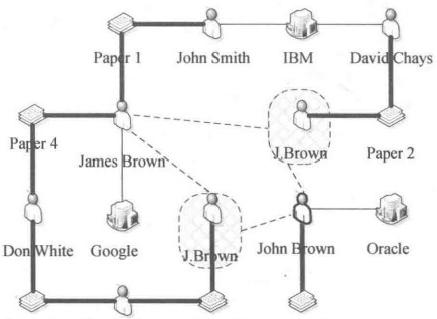 Paper 1 John Smith IBM David Chays
Paper 4 James Brown J.Brown Paper 2
Don White Google J.Brown John Brown Oracle